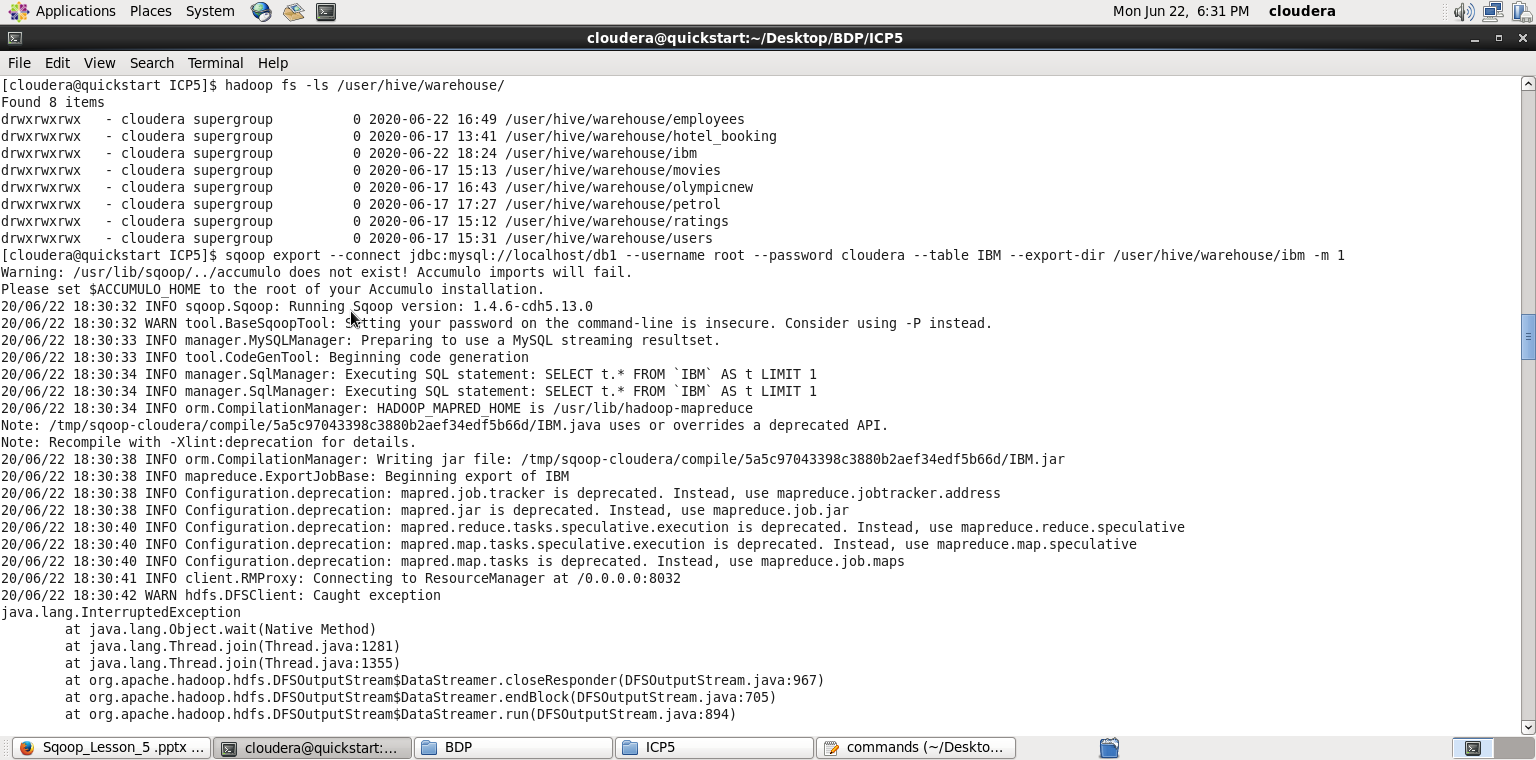 Applications Places System Mon Jun 22, 6:31 PM cloudera
cloudera@quickstart:~/Desktop/BDP/ICP5
File Edit View Search Terminal Help
[cloudera@quickstart ICP5]$ hadoop fs -ls /user/hive/warehouse/
Found 8 items
drwxrwxrwx   - cloudera supergroup          0 2020-06-22 16:49 /user/hive/warehouse/employees
drwxrwxrwx   - cloudera supergroup          0 2020-06-17 13:41 /user/hive/warehouse/hotel_booking
drwxrwxrwx   - cloudera supergroup          0 2020-06-22 18:24 /user/hive/warehouse/ibm
drwxrwxrwx   - cloudera supergroup          0 2020-06-17 15:13 /user/hive/warehouse/movies
drwxrwxrwx   - cloudera supergroup          0 2020-06-17 16:43 /user/hive/warehouse/olympicnew
drwxrwxrwx   - cloudera supergroup          0 2020-06-17 17:27 /user/hive/warehouse/petrol
drwxrwxrwx   - cloudera supergroup          0 2020-06-17 15:12 /user/hive/warehouse/ratings
drwxrwxrwx   - cloudera supergroup          0 2020-06-17 15:31 /user/hive/warehouse/users
[cloudera@quickstart ICP5]$ sqoop export --connect jdbc:mysql://localhost/db1 --username root --password cloudera --table IBM --export-dir /user/hive/warehouse/ibm -m 1
Warning: /usr/lib/sqoop/../accumulo does not exist! Accumulo imports will fail.
Please set $ACCUMULO_HOME to the root of your Accumulo installation.
20/06/22 18:30:32 INFO sqoop.Sqoop: Running Sqoop version: 1.4.6-cdh5.13.0
20/06/22 18:30:32 WARN tool.BaseSqoopTool: Setting your password on the command-line is insecure. Consider using -P instead.
20/06/22 18:30:33 INFO manager.MySQLManager: Preparing to use a MySQL streaming resultset.
20/06/22 18:30:33 INFO tool.CodeGenTool: Beginning code generation
20/06/22 18:30:34 INFO manager.SqlManager: Executing SQL statement: SELECT t.* FROM `IBM` AS t LIMIT 1
20/06/22 18:30:34 INFO manager.SqlManager: Executing SQL statement: SELECT t.* FROM `IBM` AS t LIMIT 1
20/06/22 18:30:34 INFO orm.CompilationManager: HADOOP_MAPRED_HOME is /usr/lib/hadoop-mapreduce
Note: /tmp/sqoop-cloudera/compile/5a5c97043398c3880b2aef34edf5b66d/IBM.java uses or overrides a deprecated API.
Note: Recompile with -Xlint:deprecation for details.
20/06/22 18:30:38 INFO orm.CompilationManager: Writing jar file: /tmp/sqoop-cloudera/compile/5a5c97043398c3880b2aef34edf5b66d/IBM.jar
20/06/22 18:30:38 INFO mapreduce.ExportJobBase: Beginning export of IBM
20/06/22 18:30:38 INFO Configuration.deprecation: mapred.job.tracker is deprecated. Instead, use mapreduce.jobtracker.address
20/06/22 18:30:38 INFO Configuration.deprecation: mapred.jar is deprecated. Instead, use mapreduce.job.jar
20/06/22 18:30:40 INFO Configuration.deprecation: mapred.reduce.tasks.speculative.execution is deprecated. Instead, use mapreduce.reduce.speculative
20/06/22 18:30:40 INFO Configuration.deprecation: mapred.map.tasks.speculative.execution is deprecated. Instead, use mapreduce.map.speculative
20/06/22 18:30:40 INFO Configuration.deprecation: mapred.map.tasks is deprecated. Instead, use mapreduce.job.maps
20/06/22 18:30:41 INFO client.RMProxy: Connecting to ResourceManager at /0.0.0.0:8032
20/06/22 18:30:42 WARN hdfs.DFSClient: Caught exception
java.lang.InterruptedException
        at java.lang.Object.wait(Native Method)
        at java.lang.Thread.join(Thread.java:1281)
        at java.lang.Thread.join(Thread.java:1355)
        at org.apache.hadoop.hdfs.DFSOutputStream$DataStreamer.closeResponder(DFSOutputStream.java:967)
        at org.apache.hadoop.hdfs.DFSOutputStream$DataStreamer.endBlock(DFSOutputStream.java:705)
        at org.apache.hadoop.hdfs.DFSOutputStream$DataStreamer.run(DFSOutputStream.java:894)
Sqoop_Lesson_5 .pptx ... cloudera@quickstart:... BDP ICP5 commands (~/Deskto...